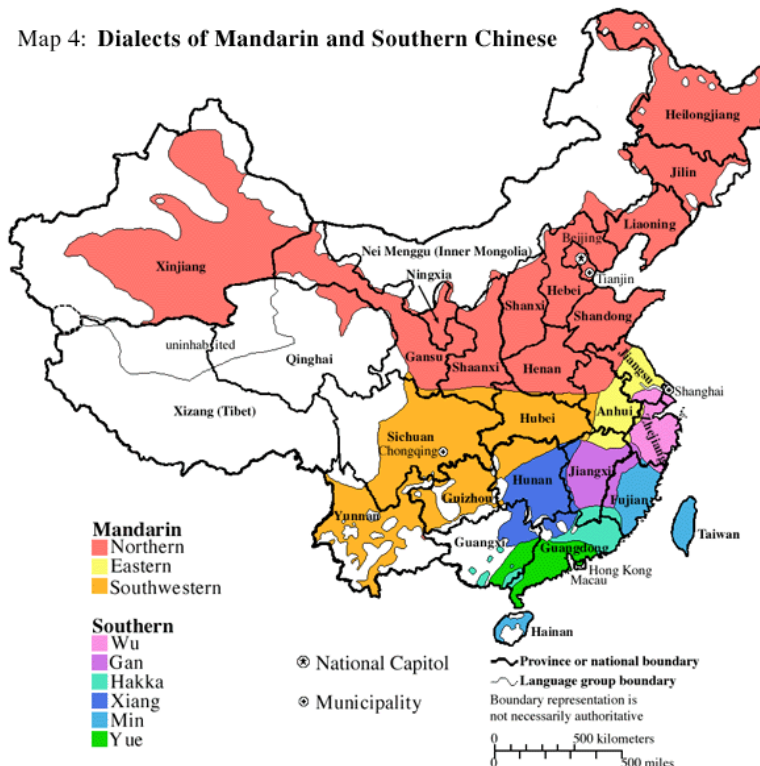 Map 4: Dialects of Mandarin and Southern Chinese
Heilongjiang
Jilin
Liaoning
Nei Menggu (Inner Mongolia)
Beijing
Tianjin
Xinjiang
Ningxia
Hebei
Shanxi
Shandong
uninhabited
Qinghai
Gansu
Shaanxi
Henan
Jiangsu
Shanghai
Xizang (Tibet)
Anhui
Hubei
Sichuan
Chongqing
Zhejiang
Hunan
Jiangxi
Guizhou
Fujian
Yunnan
Guangxi
Guangdong
Taiwan
Hong Kong
Macau
Hainan
Mandarin
Northern
Eastern
Southwestern
Southern
Wu
Gan
Hakka
Xiang
Min
Yue
National Capitol
Municipality
Province or national boundary
Language group boundary
Boundary representation is
not necessarily authoritative
0 500 kilometers
0 500 miles